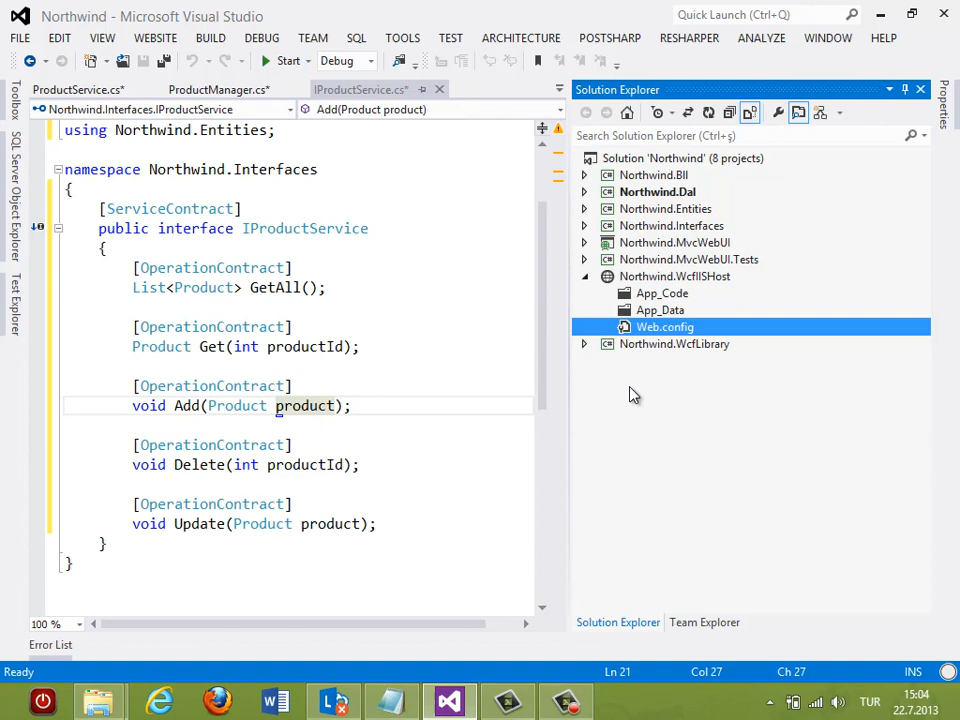 Northwind - Microsoft Visual Studio
Quick Launch (Ctrl+Q)
FILE EDIT VIEW WEBSITE BUILD DEBUG TEAM SQL TOOLS TEST ARCHITECTURE POSTSHARP RESHARPER ANALYZE WINDOW HELP
Start Debug
Toolbox
SQL Server Object Explorer
Test Explorer
ProductService.cs* ProductManager.cs* IProductService.cs*
Northwind.Interfaces.IProductService Add(Product product)
using Northwind.Entities;
namespace Northwind.Interfaces
{
[ServiceContract]
public interface IProductService
{
[OperationContract]
List<Product> GetAll();
[OperationContract]
Product Get(int productId);
[OperationContract]
void Add(Product product);
[OperationContract]
void Delete(int productId);
[OperationContract]
void Update(Product product);
}
}
100 %
Error List
Solution Explorer
Search Solution Explorer (Ctrl+ş)
Solution 'Northwind' (8 projects)
Northwind.Bll
Northwind.Dal
Northwind.Entities
Northwind.Interfaces
Northwind.MvcWebUI
Northwind.MvcWebUI.Tests
Northwind.WcfIISHost
App_Code
App_Data
Web.config
Northwind.WcfLibrary
Solution Explorer Team Explorer
Properties
Ready Ln 21 Col 27 Ch 27 INS
TUR
15:04
22.7.2013